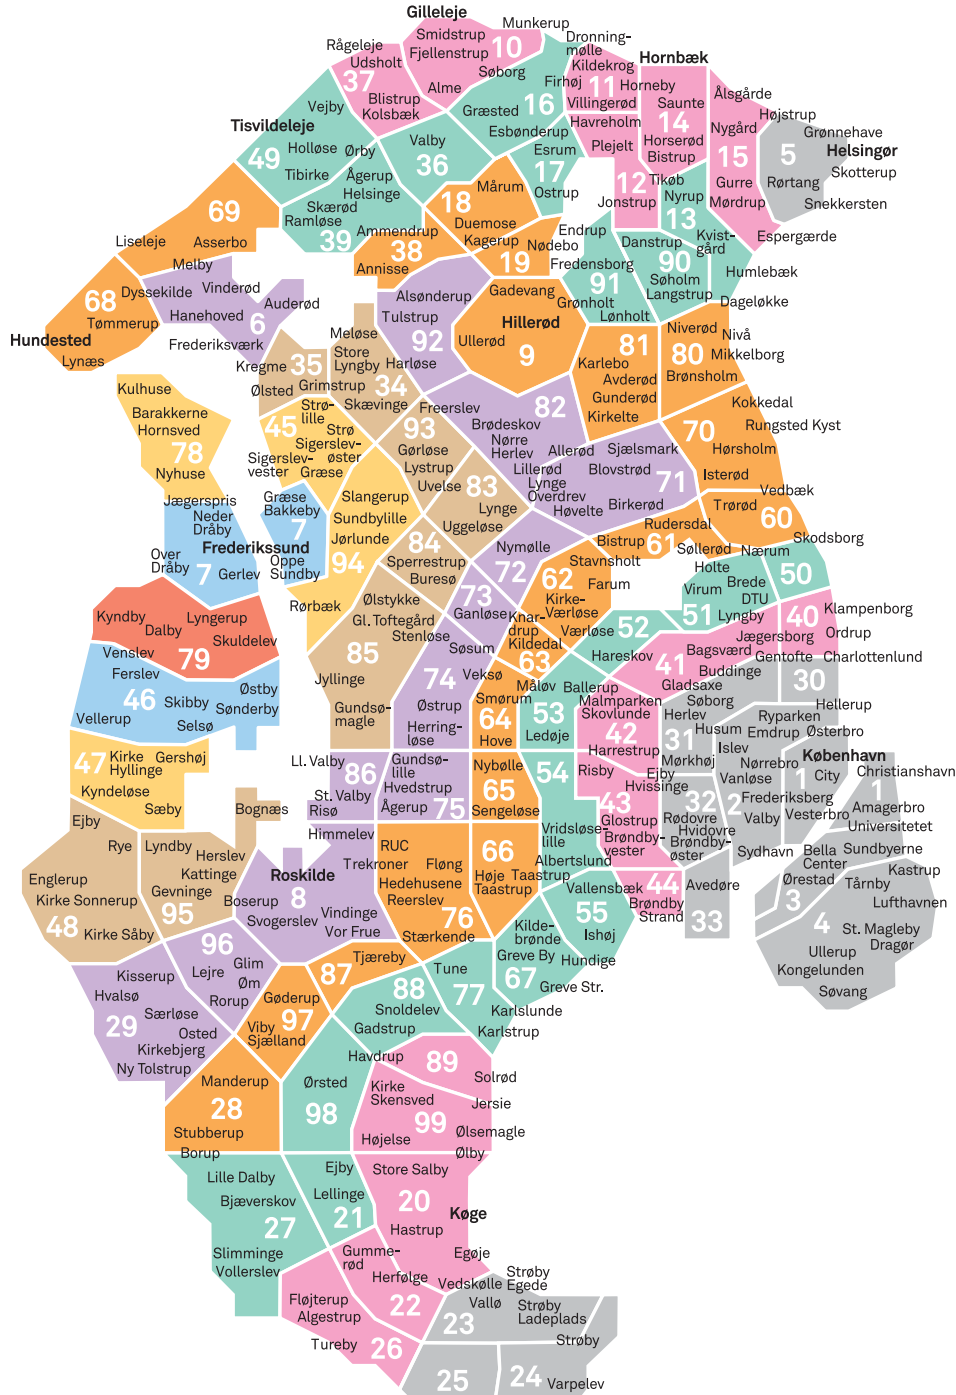 Gilleleje
Munkerup
Smidstrup
10
Dronning-
mølle
Rågeleje
Udsholt
Fjellenstrup
Kildekrog
Hornbæk
37
Søborg
Firhøj
11
Horneby
Alme
Blistrup
Kolsbæk
16
Villingerød
Saunte
Ålsgårde
Vejby
Græsted
Havreholm
14
Højstrup
Tisvildeleje
Esbønderup
Nygård
Grønnehave
49
Holløse
Ørby
Valby
36
Esrum
Plejelt
Horserød
Bistrup
15
5
Helsingør
Tibirke
Ågerup
Helsinge
17
Ostrup
12
Tikøb
Gurre
Rørtang
Skotterup
Mårum
Jonstrup
Nyrup
Mørdrup
Snekkersten
69
Skærød
Ramløse
18
13
39
Duemose
Endrup
Kvist-
gård
Espergærde
Liseleje
Asserbo
Ammendrup
38
Kagerup
Nødebo
Danstrup
90
Melby
Annisse
19
Fredensborg
91
Søholm
Langstrup
Humlebæk
68
Dyssekilde
Vinderød
Auderød
Alsønderup
Gadevang
Grønholt
Dageløkke
Hanehoved
6
Tulstrup
Lønholt
Hundested
Tømmerup
92
Hillerød
Niverød
Nivå
Lynæs
Frederiksværk
Meløse
Ullerød
9
81
80
Mikkelborg
Kregme
35
Store
Lyngby
Harløse
Karlebo
Avderød
Brønsholm
Kulhuse
Ølsted
Grimstrup
34
Gunderød
Skævinge
Freerslev
82
Kirkelte
Kokkedal
Barakkerne
Hornsved
45
Strø-
lille
93
Brødeskov
70
Rungsted Kyst
78
Strø
Sigerslev-
øster
Gørløse
Nørre
Herlev
Allerød
Sjælsmark
Hørsholm
Nyhuse
Sigerslev-
vester
Græse
Lystrup
Lillerød
Lynge
Overdrev
Blovstrød
71
Isterød
Jægerspris
Græse
Bakkeby
Slangerup
Uvelse
83
Birkerød
Vedbæk
Neder
Dråby
Sundbylille
Lynge
Høvelte
Trørød
60
Frederikssund
7
Uggeløse
Rudersdal
Over
Dråby
7
Gerlev
Oppe
Sundby
Jørlunde
84
Nymølle
Bistrup
61
Søllerød
Skodsborg
94
Sperrestrup
Buresø
72
Stavnsholt
Nærum
50
Rørbæk
Ølstykke
73
62
Farum
Holte
Brede
Kyndby
Lyngerup
Gl. Toftegård
Ganløse
Kirke-
Værløse
Virum
DTU
Dalby
Skuldelev
Stenløse
Knar-
drup
Værløse
52
51
Lyngby
40
Klampenborg
79
85
Søsum
Kildedal
Jægersborg
Ordrup
Venslev
Ferslev
63
Hareskov
41
Bagsværd
Gentofte
Charlottenlund
Jyllinge
74
Veksø
Måløv
Ballerup
Buddinge
30
46
Skibby
Østby
Sønderby
Smørum
53
Malmparken
Gladsaxe
Vellerup
Selsø
Gundsø-
magle
Østrup
64
Skovlunde
Søborg
Hellerup
Herring-
løse
Hove
Ledøje
42
Herlev
Ryparken
Emdrup
47
Kirke
Hyllinge
Gershøj
Harrestrup
31
Husum
Islev
Østerbro
Ll. Valby
86
Gundsø-
lille
Nybølle
54
Risby
Mørkhøj
Nørrebro
København
Kyndeløse
Hvedstrup
65
Ejby
Hvissinge
Vanløse
1
City
Christianshavn
Sæby
St. Valby
Risø
Ågerup
75
Sengeløse
43
32
2
Frederiksberg
1
Amagerbro
Ejby
Bognæs
Himmelev
Glostrup
Rødovre
Valby
Vesterbro
Universitetet
Rye
Lyndby
Herslev
RUC
Vridsløse-
lille
Brøndby-
vester
Hvidovre
Brøndby-
øster
Sydhavn
Bella
Center
Sundbyerne
Englerup
Kattinge
Roskilde
Trekroner
Fløng
66
Albertslund
Ørestad
Kastrup
Kirke Sonnerup
Gevninge
Boserup
8
Hedehusene
Høje
Taastrup
Taastrup
Vallensbæk
44
Avedøre
3
Tårnby
48
95
Svogerslev
Vindinge
Reerslev
55
Brøndby
Strand
33
4
Lufthavnen
Kirke Såby
96
Vor Frue
76
Stærkende
Kilde-
brønde
Ishøj
St. Magleby
Dragør
Kisserup
Lejre
Glim
Øm
Tjæreby
Greve By
Hundige
Ullerup
Kongelunden
Hvalsø
Rorup
87
Tune
67
Greve Str.
Søvang
Særløse
Gøderup
88
77
29
Osted
97
Snoldelev
Karlslunde
Kirkebjerg
Viby
Sjælland
Gadstrup
Karlstrup
Ny Tolstrup
Havdrup
89
Manderup
Ørsted
Kirke
Skensved
Solrød
28
98
99
Jersie
Stubberup
Højelse
Ølsemagle
Borup
Ølby
Lille Dalby
Ejby
Store Salby
Bjæverskov
Lellinge
20
27
21
Hastrup
Køge
Slimminge
Gumme-
rød
Egøje
Vollerslev
Herfølge
Vedskølle
Strøby
Egede
Fløjterup
22
Vallø
Strøby
Ladeplads
Algestrup
23
Tureby
26
Strøby
25
24
Varpelev